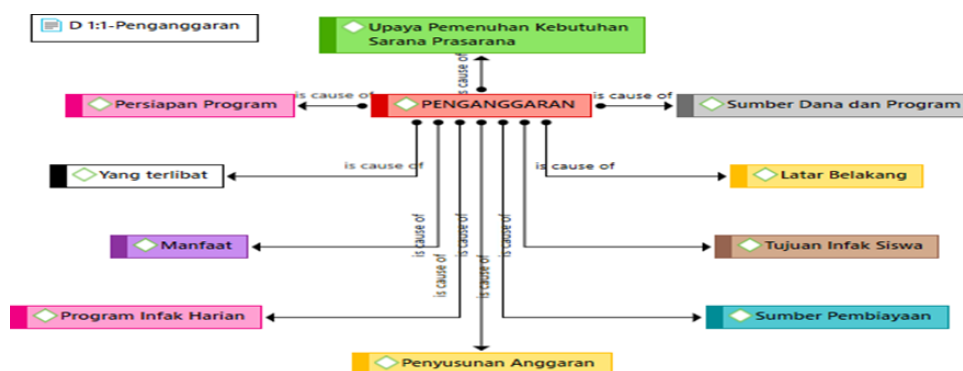 D 1:1-Penganggaran
Upaya Pemenuhan Kebutuhan
Sarana Prasarana
is cause of
Persiapan Program
is cause of
PENGANGGARAN
is cause of
Sumber Dana dan Program
is cause of
is cause of
Yang terlibat
Latar Belakang
is cause of
is cause of
is cause of
is cause of
is cause of
is cause of
Manfaat
Tujuan Infak Siswa
Program Infak Harian
Sumber Pembiayaan
Penyusunan Anggaran